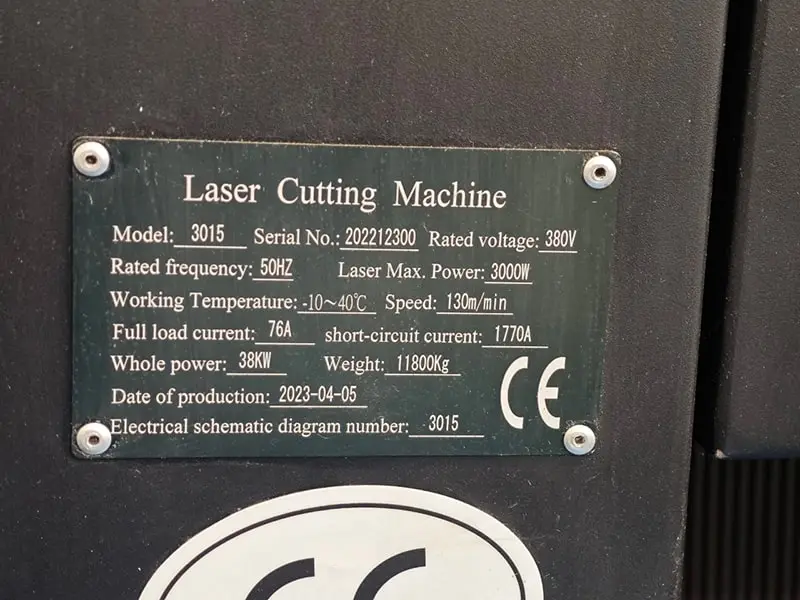 Laser Cutting Machine
Model: 3015 Serial No.: 202212300 Rated voltage: 380V
Rated frequency: 50HZ Laser Max. Power: 3000W
Working Temperature: -10~40℃ Speed: 130m/min
Full load current: 76A short-circuit current: 1770A
Whole power: 38KW Weight: 11800Kg
Date of production: 2023-04-05
Electrical schematic diagram number: 3015
CE